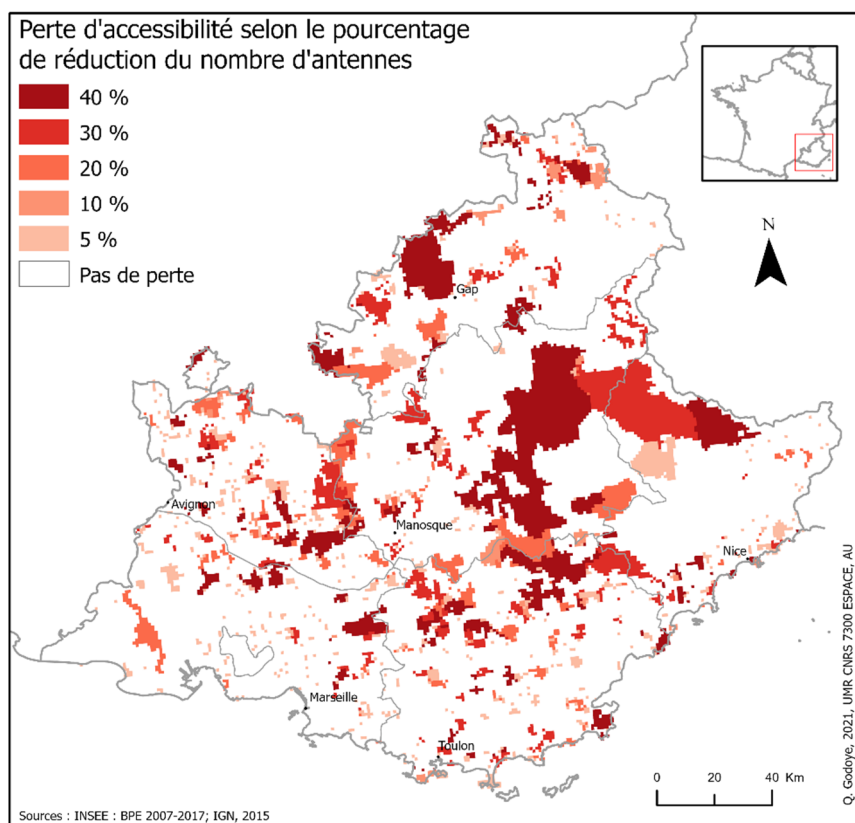 Perte d'accessibilité selon le pourcentage
de réduction du nombre d'antennes
40 %
30 %
20 %
10 %
5 %
Pas de perte
N
Gap
Avignon
Manosque
Nice
Marseille
Toulon
0 20 40 Km
Sources : INSEE : BPE 2007-2017; IGN, 2015
Q. Godoye, 2021, UMR CNRS 7300 ESPACE, AU